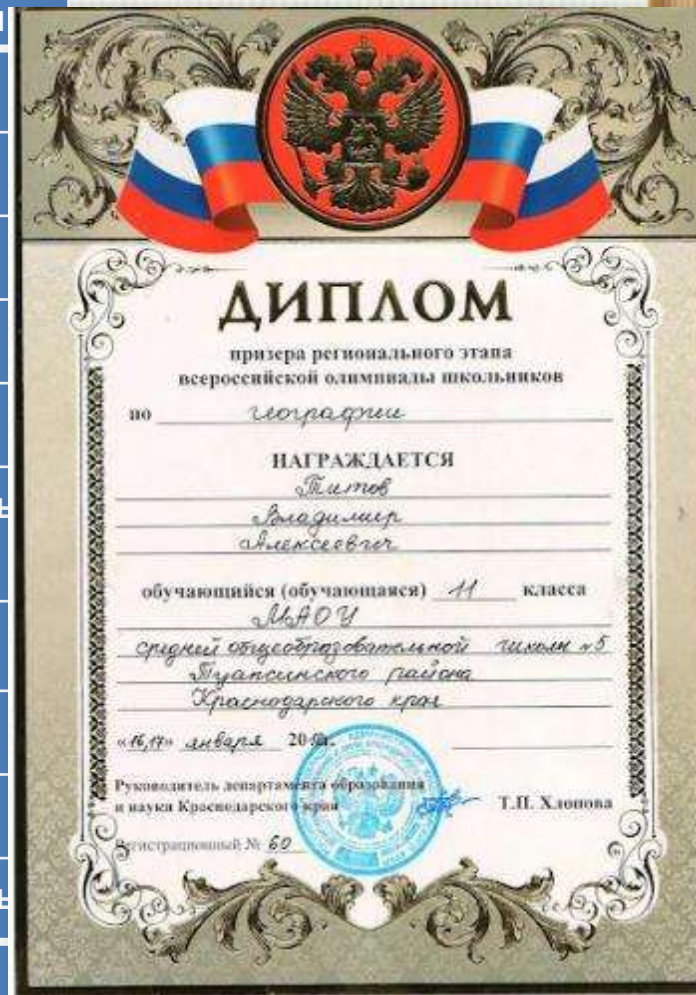 ДИПЛОМ
призера регионального этапа
всероссийской олимпиады школьников
по географии
НАГРАЖДАЕТСЯ
Титов
Владимир
Алексеевич
обучающийся (обучающаяся) 11 класса
МАОУ
средней общеобразовательной школы №5
Туапсинского района
Краснодарского края
«16,17» января 20 г.
Руководитель департамента образования
и науки Краснодарского края Т.П. Хлопова
Регистрационный № 60